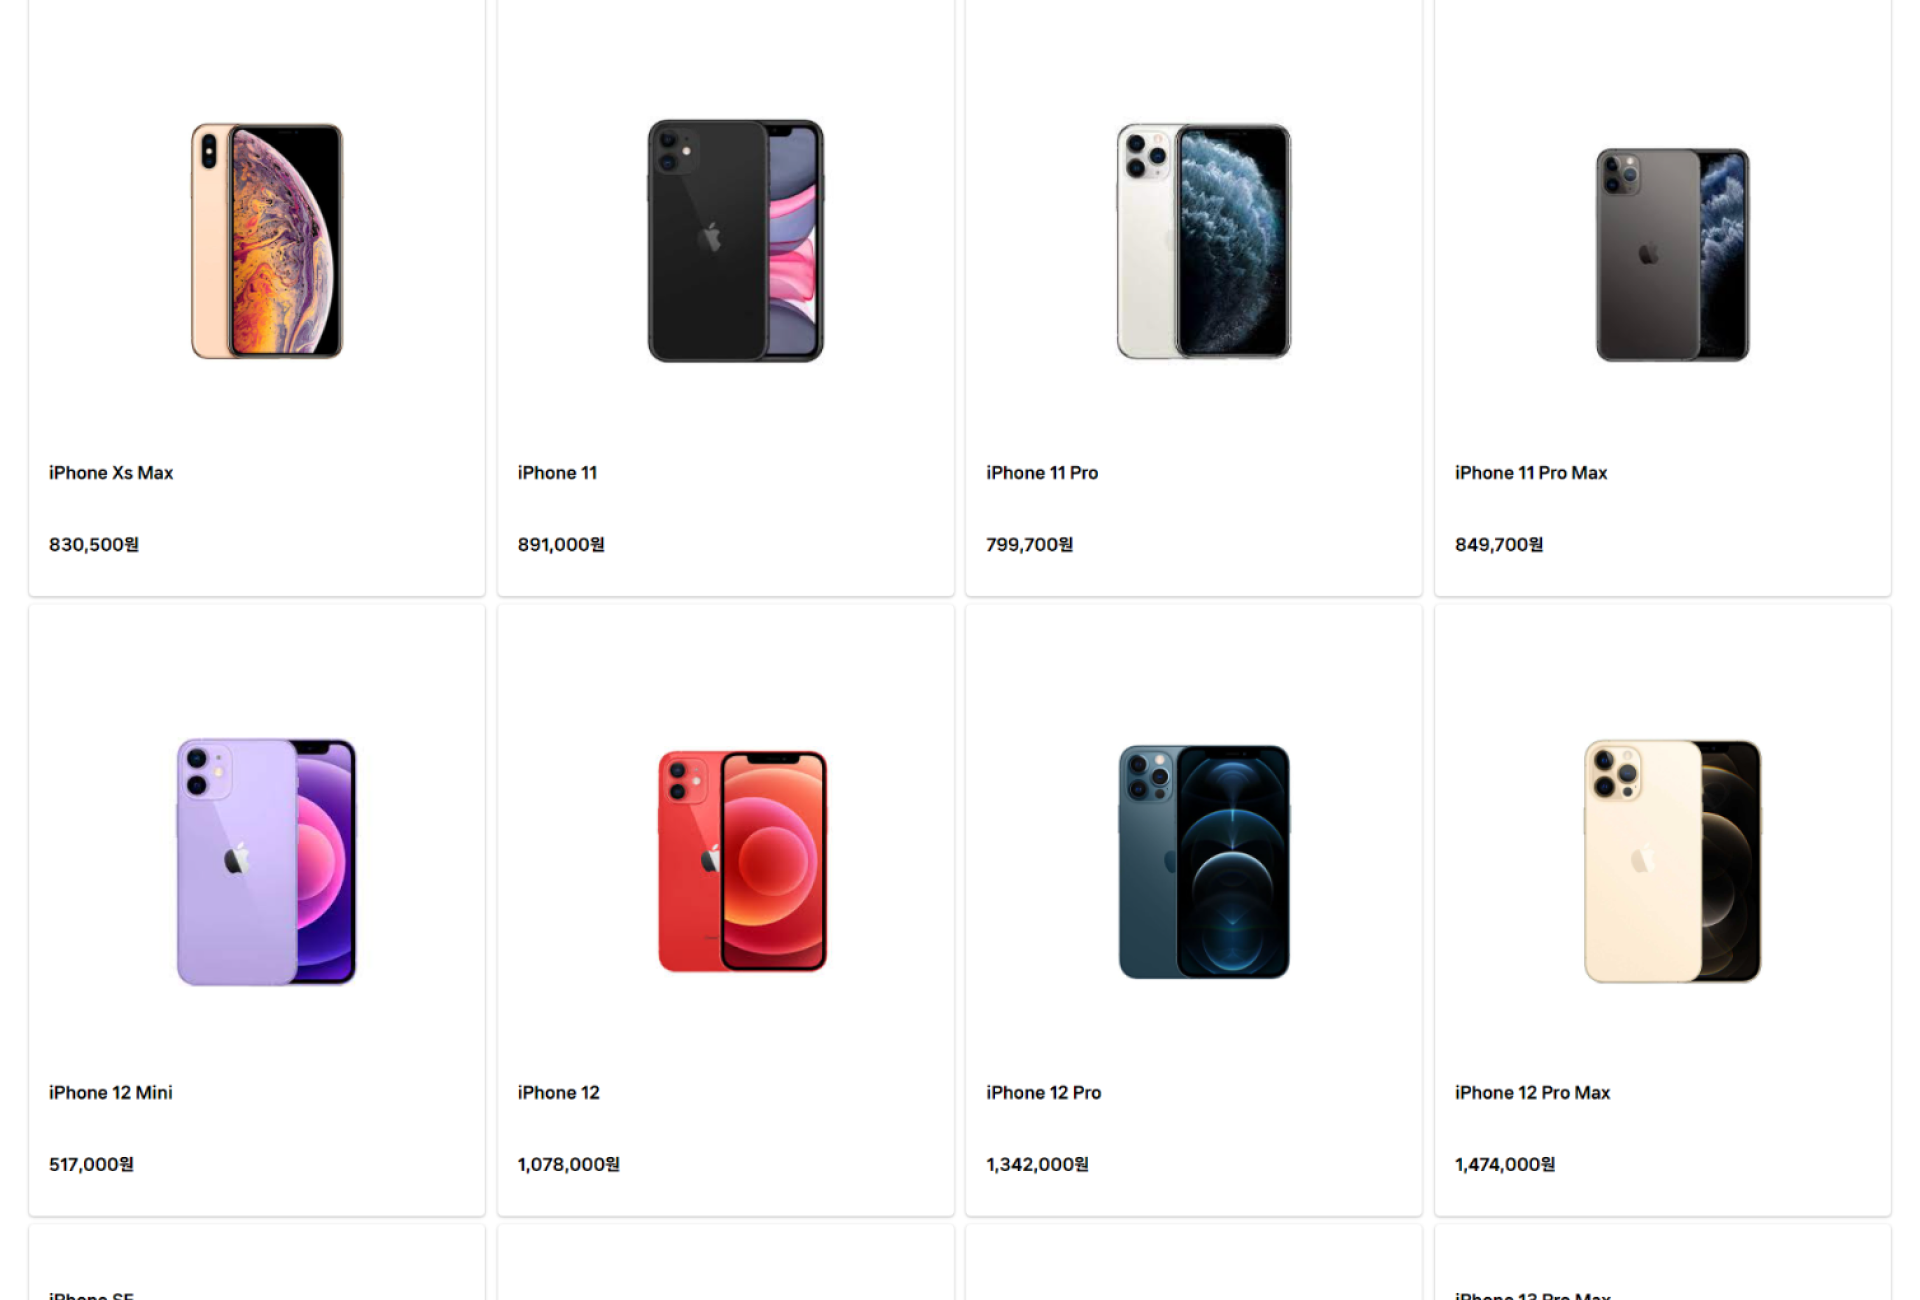 iPhone Xs Max
830,500원
iPhone 11
891,000원
iPhone 11 Pro
799,700원
iPhone 11 Pro Max
849,700원
iPhone 12 Mini
517,000원
iPhone 12
1,078,000원
iPhone 12 Pro
1,342,000원
iPhone 12 Pro Max
1,474,000원
iPhone SE
iPhone 13 Pro Max